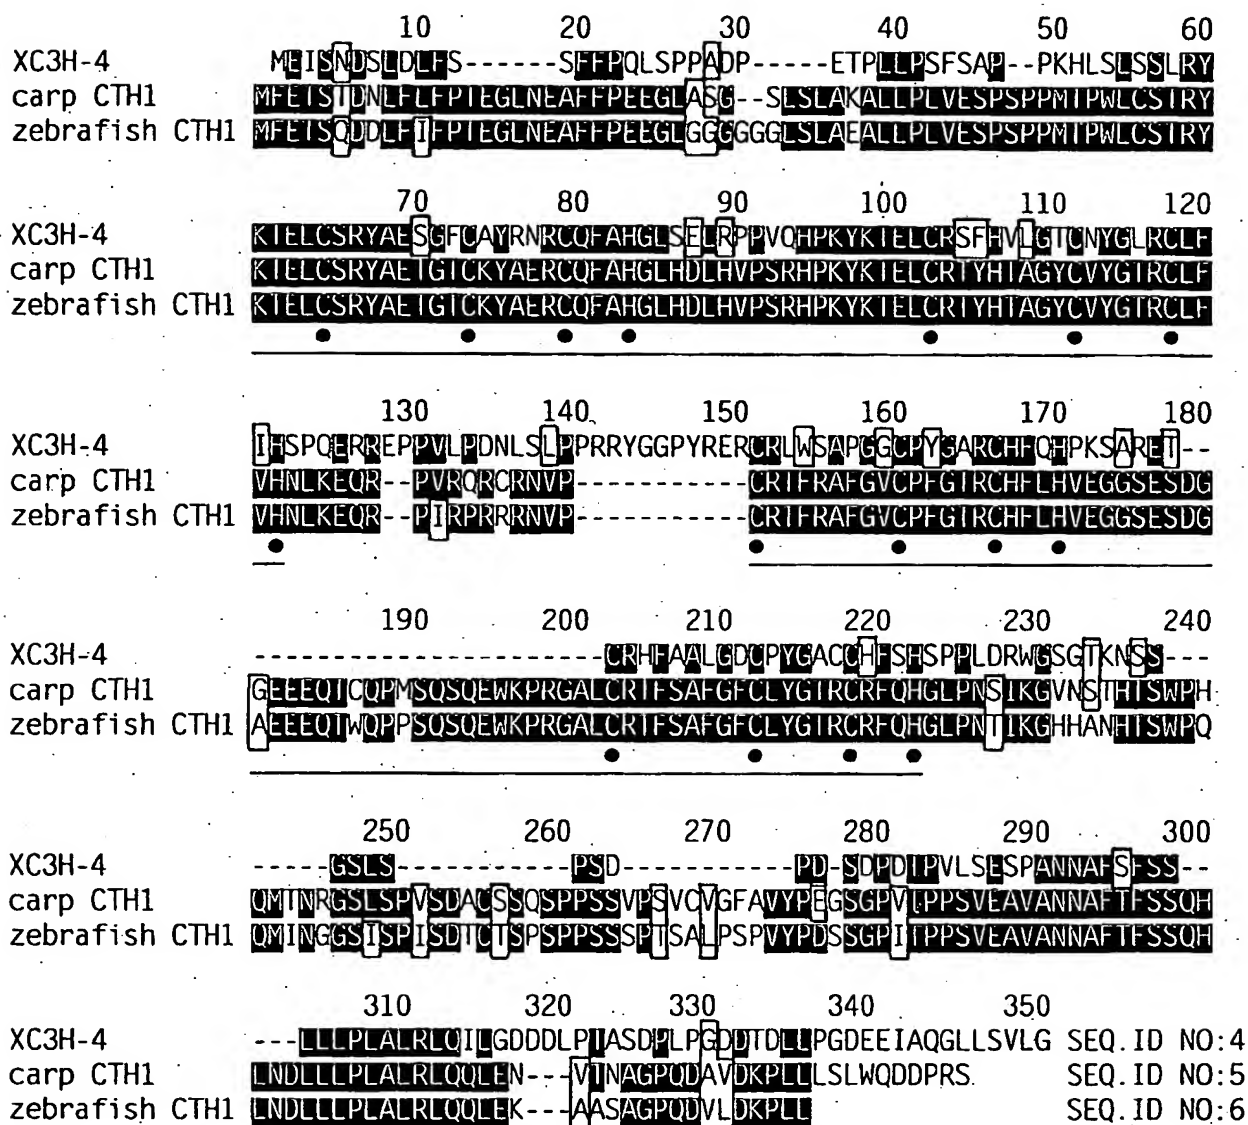 10 20 30 40 50 60
XC3H-4 MEISNDSLDLFS------SFFPQLSPPADP-----ETPLLPSFSAP--PKHLSLSSLRY
carp CTH1 MFEISTDNLFLFPIEGLNEAFFPEEGLASG--SLSLAKALLPLVESPSPPMTPWLCSTRY
zebrafish CTH1 MFEISQDDLFIFPTEGLNEAFFPEEGLGGGGGGLSLAEALLPLVESPSPPMTPWLCSTRY
70 80 90 100 110 120
XC3H-4 KTELCSRYAESGFCAYRNRCQFAHGLSELRPPVQHPKYKTELCRSFHVLGTCNYGLRCLF
carp CTH1 KTELCSRYAETGTCKYAERCQFAHGLHDLHVPSRHPKYKTELCRTYHTAGYCVYGTRCLF
zebrafish CTH1 KTELCSRYAETGTCKYAERCQFAHGLHDLHVPSRHPKYKTELCRTYHTAGYCVYGTRCLF
130 140 150 160 170 180
XC3H-4 IHSPQERREPPVLPDNLSLPPRRYGGPYRERCRLWSAPGGCPYGARCHFQHPKSARET--
carp CTH1 VHNLKEQR--PVRQRCRNVP-----------CRTFRAFGVCPFGTRCHFLHVEGGSESDG
zebrafish CTH1 VHNLKEQR--PIRPRRRNVP-----------CRTFRAFGVCPFGTRCHFLHVEGGSESDG
190 200 210 220 230 240
XC3H-4 ----------------------CRHFAALGDCPYGACCHFSHSPPLDRWGSGTKNSS---
carp CTH1 GEEEQTCQPMSQSQEWKPRGALCRTFSAFGFCLYGTRCRFQHGLPNSIKGVNSTHTSWPH
zebrafish CTH1 AEEEQTWQPPSQSQEWKPRGALCRTFSAFGFCLYGTRCRFQHGLPNTIKGHHANHTSWPQ
250 260 270 280 290 300
XC3H-4 -----GSLS-----------PSD-----------PD-SDPDIPVLSESPANNAFSFSS--
carp CTH1 QMTNRGSLSPVSDACSSQSPPSSVPSVCVGFAVYPEGSGPVTPPSVEAVANNAFTFSSQH
zebrafish CTH1 QMINGGSISPISDTCTSPSPPSSSPTSALPSPVYPDSSGPITPPSVEAVANNAFTFSSQH
310 320 330 340 350
XC3H-4 ---LLLPLALRLQILGDDDLPIASDPLPGDDTDLLPGDEEIAQGLLSVLG SEQ.ID NO:4
carp CTH1 LNDLLLPLALRLQQLEN---VINAGPQDAVDKPLLLSLWQDDPRS SEQ.ID NO:5
zebrafish CTH1 LNDLLLPLALRLQQLEK---AASAGPQDVLDKPLL SEQ.ID NO:6